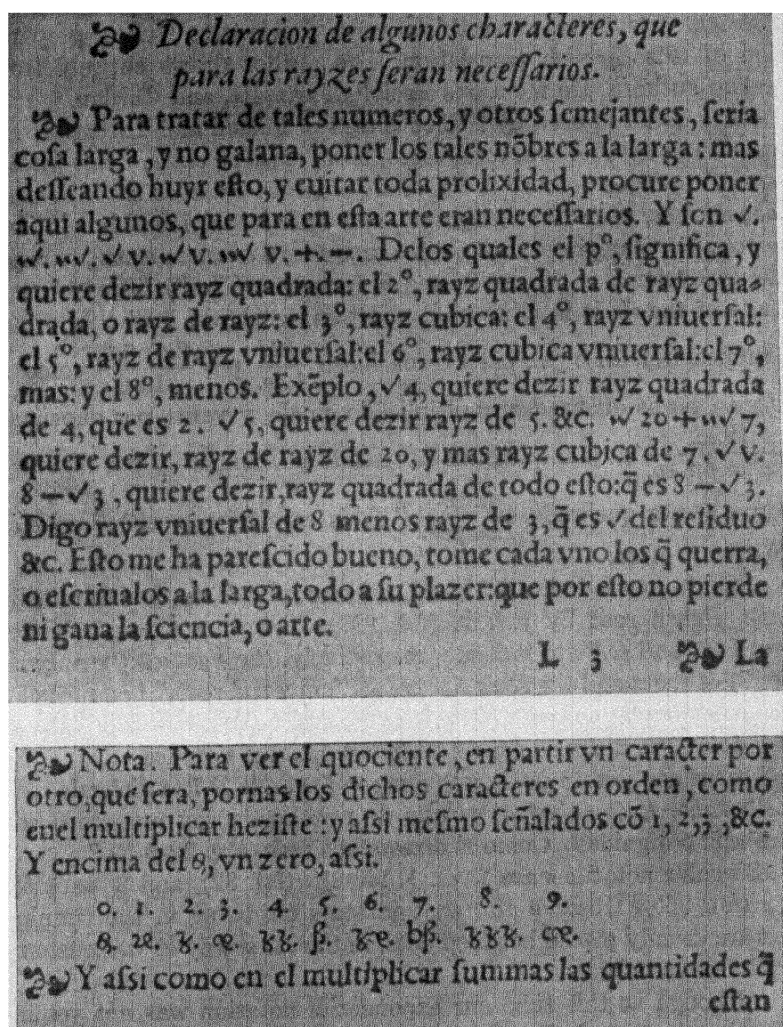 Declaracion de algunos characteres, que
para las rayzes ſeran neceſſarios.
Para tratar de tales numeros, y otros ſemejantes, ſeria
coſa larga, y no galana, poner los tales nõbres a la larga: mas
deſſeando huyr eſto, y euitar toda prolixidad, procure poner
aqui algunos, que para en eſta arte eran neceſſarios. Y ſon √.
v. √ v. v. v. +. −. Delos quales el pº, ſignifica, y
quiere dezir rayz quadrada: el 2º, rayz quadrada de rayz qua-
drada, o rayz de rayz: el 3º, rayz cubica: el 4º, rayz vniuerſal:
el 5º, rayz de rayz vniuerſal: el 6º, rayz cubica vniuerſal: el 7º,
mas: y el 8º, menos. Exẽplo, √4, quiere dezir rayz quadrada
de 4, que es 2. √5, quiere dezir rayz de 5. &c. 20 + 7,
quiere dezir, rayz de rayz de 20, y mas rayz cubica de 7. √ v.
8 − √3, quiere dezir, rayz quadrada de todo eſto: q̃ es 8 − √3.
Digo rayz vniuerſal de 8 menos rayz de 3, q̃ es √ del reſiduo
&c. Eſto me ha pareſcido bueno, tome cada vno los q̃ querra,
o eſcriualos a la larga, todo a ſu plazer: que por eſto no pierde
ni gana la ſciencia, o arte.
L 3 La
Nota. Para ver el quociente, en partir vn caracter por
otro, que ſera, pornas los dichos caracteres en orden, como
enel multiplicar heziſte: y aſsi meſmo ſeñalados cõ 1, 2, 3, &c.
Y encima del, vn zero, aſsi.
0. 1. 2. 3. 4. 5. 6. 7. 8. 9.
Y aſsi como en el multiplicar ſummas las quantidades q̃
eſtan